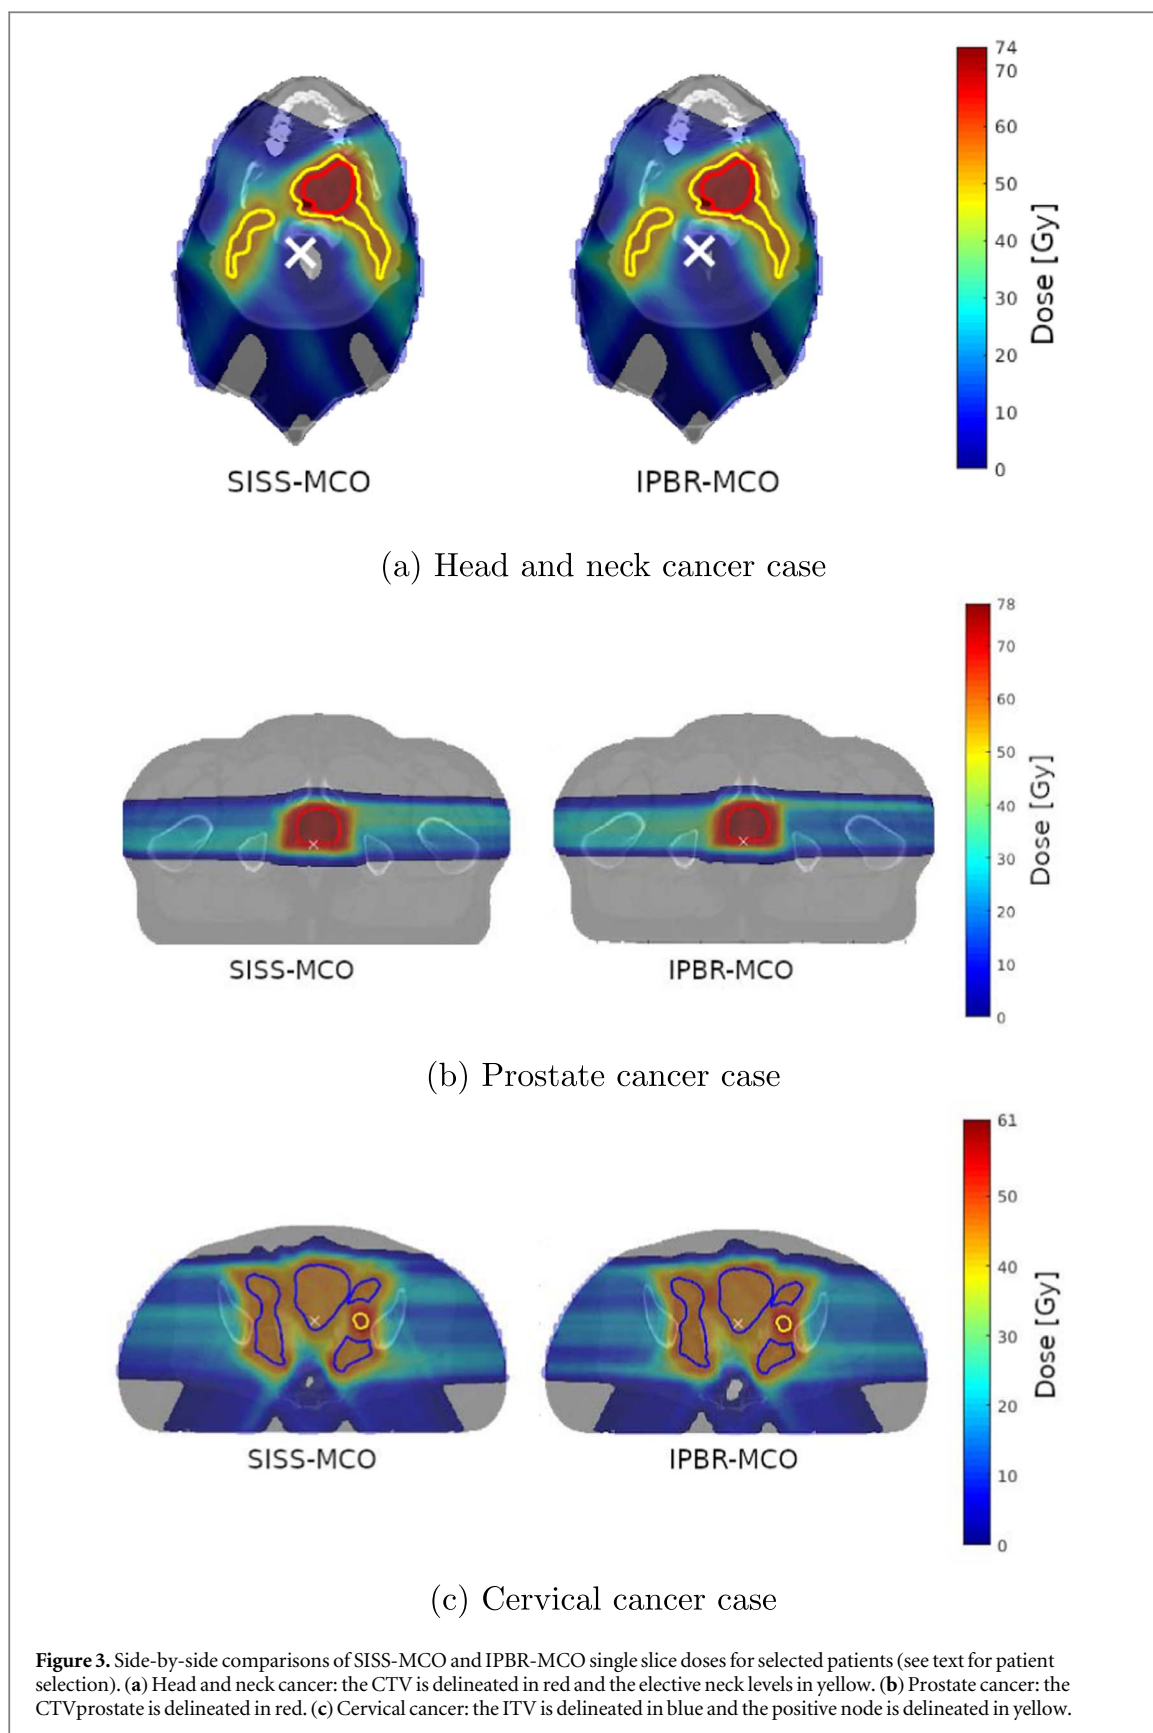 74
70
60
50
40
30
20
10
0
Dose [Gy]
SISS-MCO
IPBR-MCO
(a) Head and neck cancer case
78
70
60
50
40
30
20
10
0
Dose [Gy]
SISS-MCO
IPBR-MCO
(b) Prostate cancer case
61
50
40
30
20
10
0
Dose [Gy]
SISS-MCO
IPBR-MCO
(c) Cervical cancer case
Figure 3. Side-by-side comparisons of SISS-MCO and IPBR-MCO single slice doses for selected patients (see text for patient
selection). (a) Head and neck cancer: the CTV is delineated in red and the elective neck levels in yellow. (b) Prostate cancer: the
CTVprostate is delineated in red. (c) Cervical cancer: the ITV is delineated in blue and the positive node is delineated in yellow.